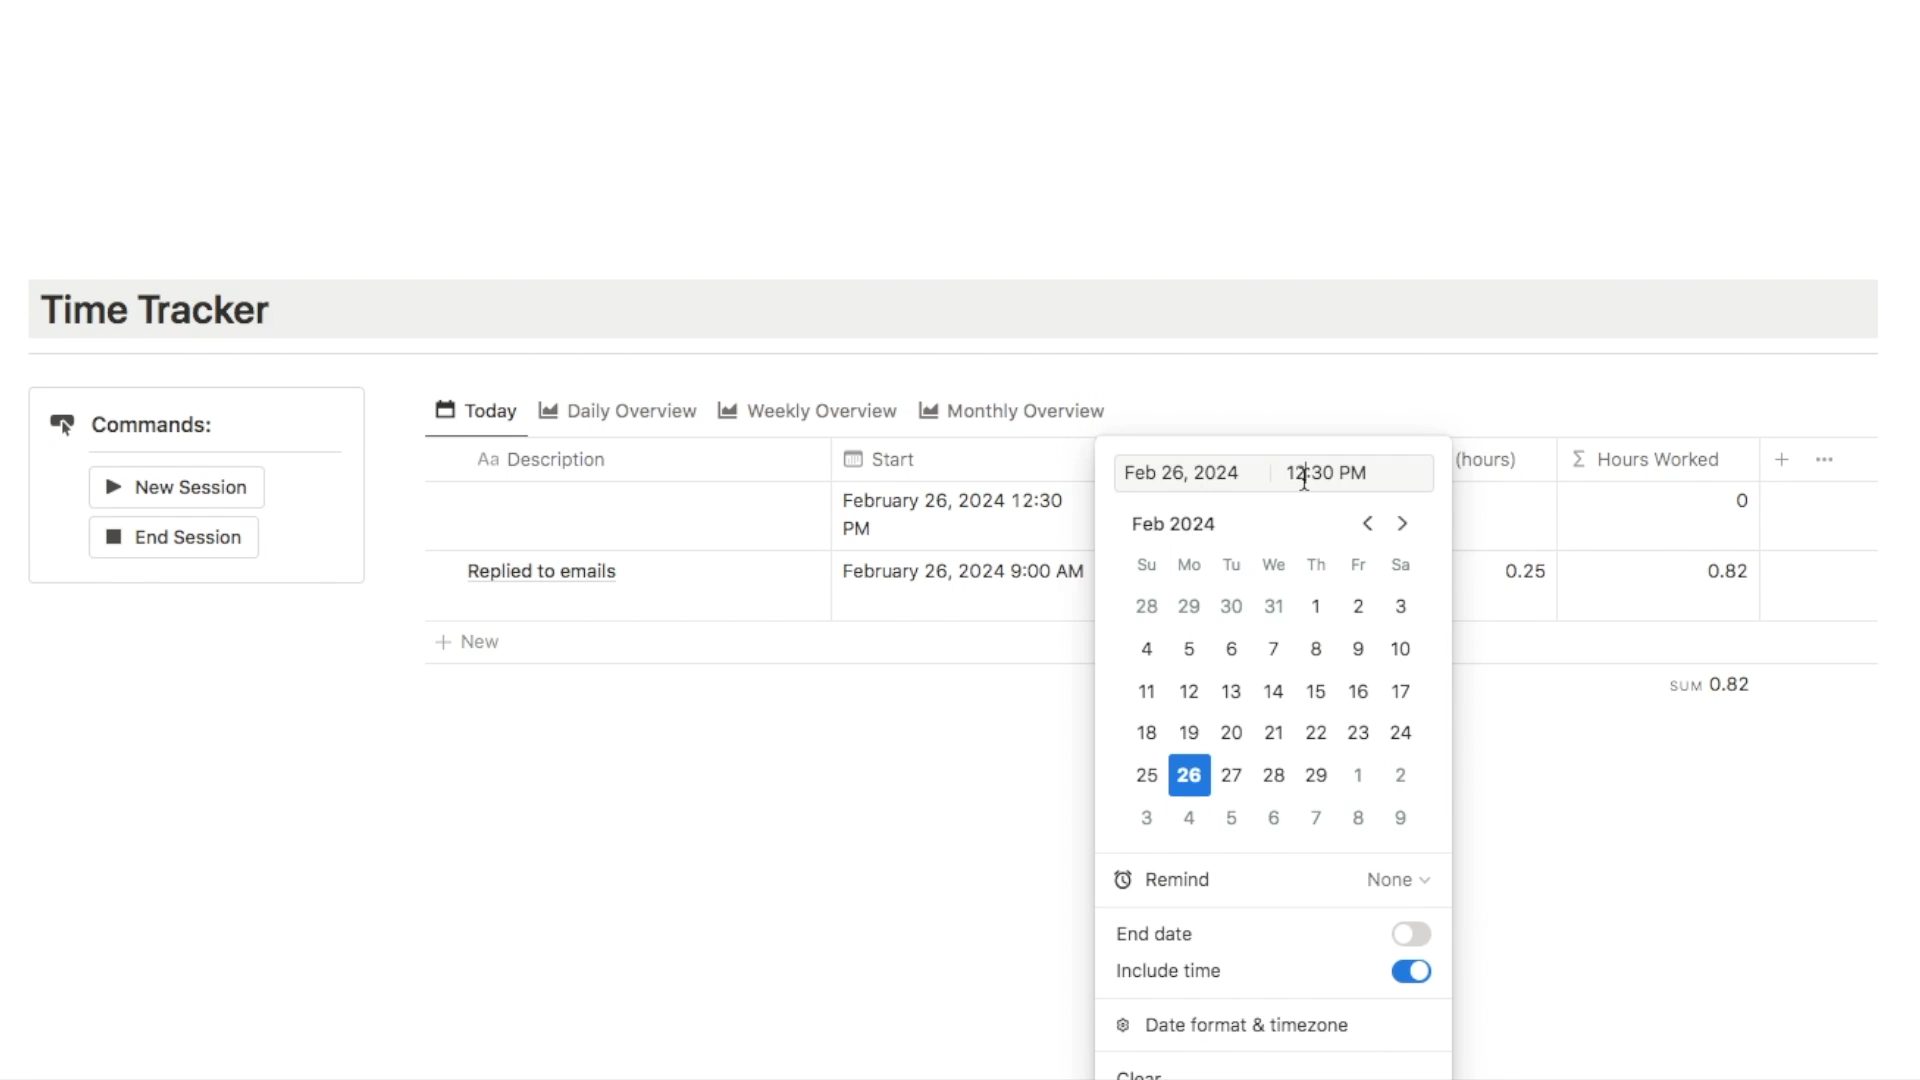 Time Tracker
Commands:
New Session
End Session
Today Daily Overview Weekly Overview Monthly Overview
Aa Description Start (hours) Σ Hours Worked
February 26, 2024 12:30
PM
0
Replied to emails February 26, 2024 9:00 AM 0.25 0.82
+ New
SUM 0.82
Feb 26, 2024 12:30 PM
Feb 2024
Su Mo Tu We Th Fr Sa
28 29 30 31 1 2 3
4 5 6 7 8 9 10
11 12 13 14 15 16 17
18 19 20 21 22 23 24
25 26 27 28 29 1 2
3 4 5 6 7 8 9
Remind None
End date
Include time
Date format & timezone
Clear